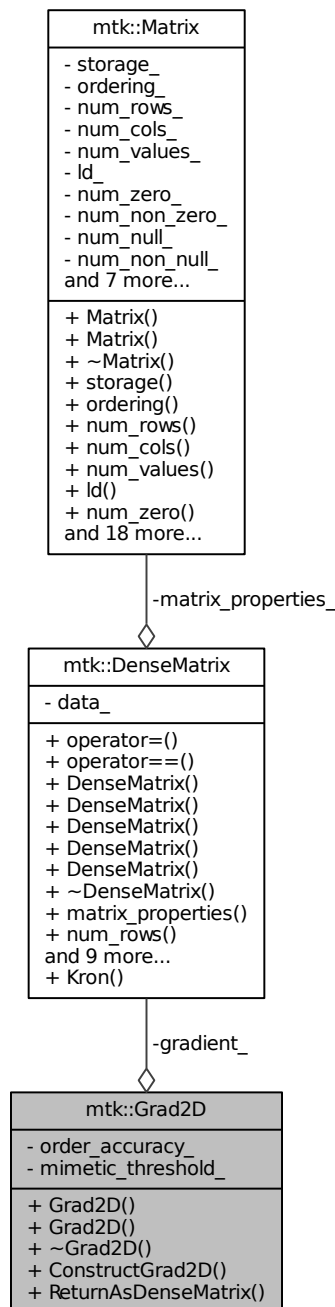 mtk::Matrix
- storage_
- ordering_
- num_rows_
- num_cols_
- num_values_
- ld_
- num_zero_
- num_non_zero_
- num_null_
- num_non_null_
and 7 more...
+ Matrix()
+ Matrix()
+ ~Matrix()
+ storage()
+ ordering()
+ num_rows()
+ num_cols()
+ num_values()
+ ld()
+ num_zero()
and 18 more...
-matrix_properties_
mtk::DenseMatrix
- data_
+ operator=()
+ operator==()
+ DenseMatrix()
+ DenseMatrix()
+ DenseMatrix()
+ DenseMatrix()
+ DenseMatrix()
+ ~DenseMatrix()
+ matrix_properties()
+ num_rows()
and 9 more...
+ Kron()
-gradient_
mtk::Grad2D
- order_accuracy_
- mimetic_threshold_
+ Grad2D()
+ Grad2D()
+ ~Grad2D()
+ ConstructGrad2D()
+ ReturnAsDenseMatrix()